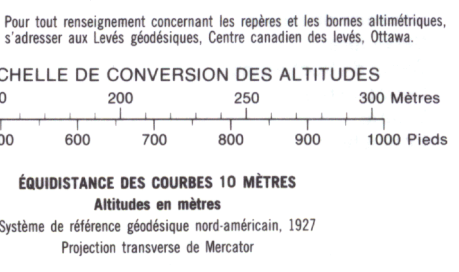 Pour tout renseignement concernant les repères et les bornes altimétriques,
s'adresser aux Levés géodésiques, Centre canadien des levés, Ottawa.
CHELLE DE CONVERSION DES ALTITUDES
0 200 250 300 Mètres
00 600 700 800 900 1000 Pieds
ÉQUIDISTANCE DES COURBES 10 MÈTRES
Altitudes en mètres
Système de référence géodésique nord-américain, 1927
Projection transverse de Mercator